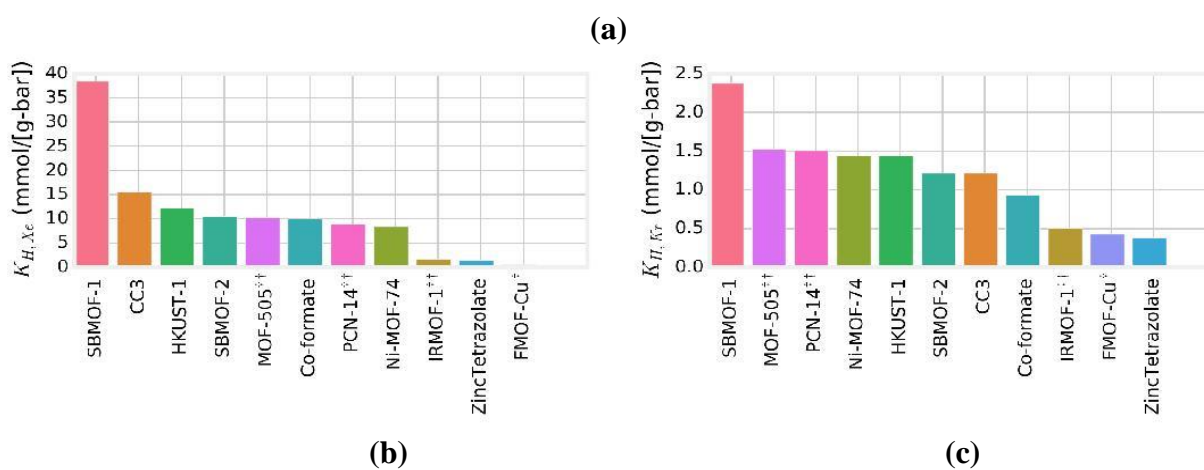 (a)
K_{H, Xe} (mmol/[g-bar])
40
35
30
25
20
15
10
5
0
SBMOF-1
CC3
HKUST-1
SBMOF-2
MOF-505††
Co-formate
PCN-14††
Ni-MOF-74
IRMOF-1††
ZincTetrazolate
FMOF-Cu‡
(b)
K_{H, Kr} (mmol/[g-bar])
2.5
2.0
1.5
1.0
0.5
0.0
SBMOF-1
MOF-505††
PCN-14††
Ni-MOF-74
HKUST-1
SBMOF-2
CC3
Co-formate
IRMOF-1
FMOF-Cu‡
ZincTetrazolate
(c)